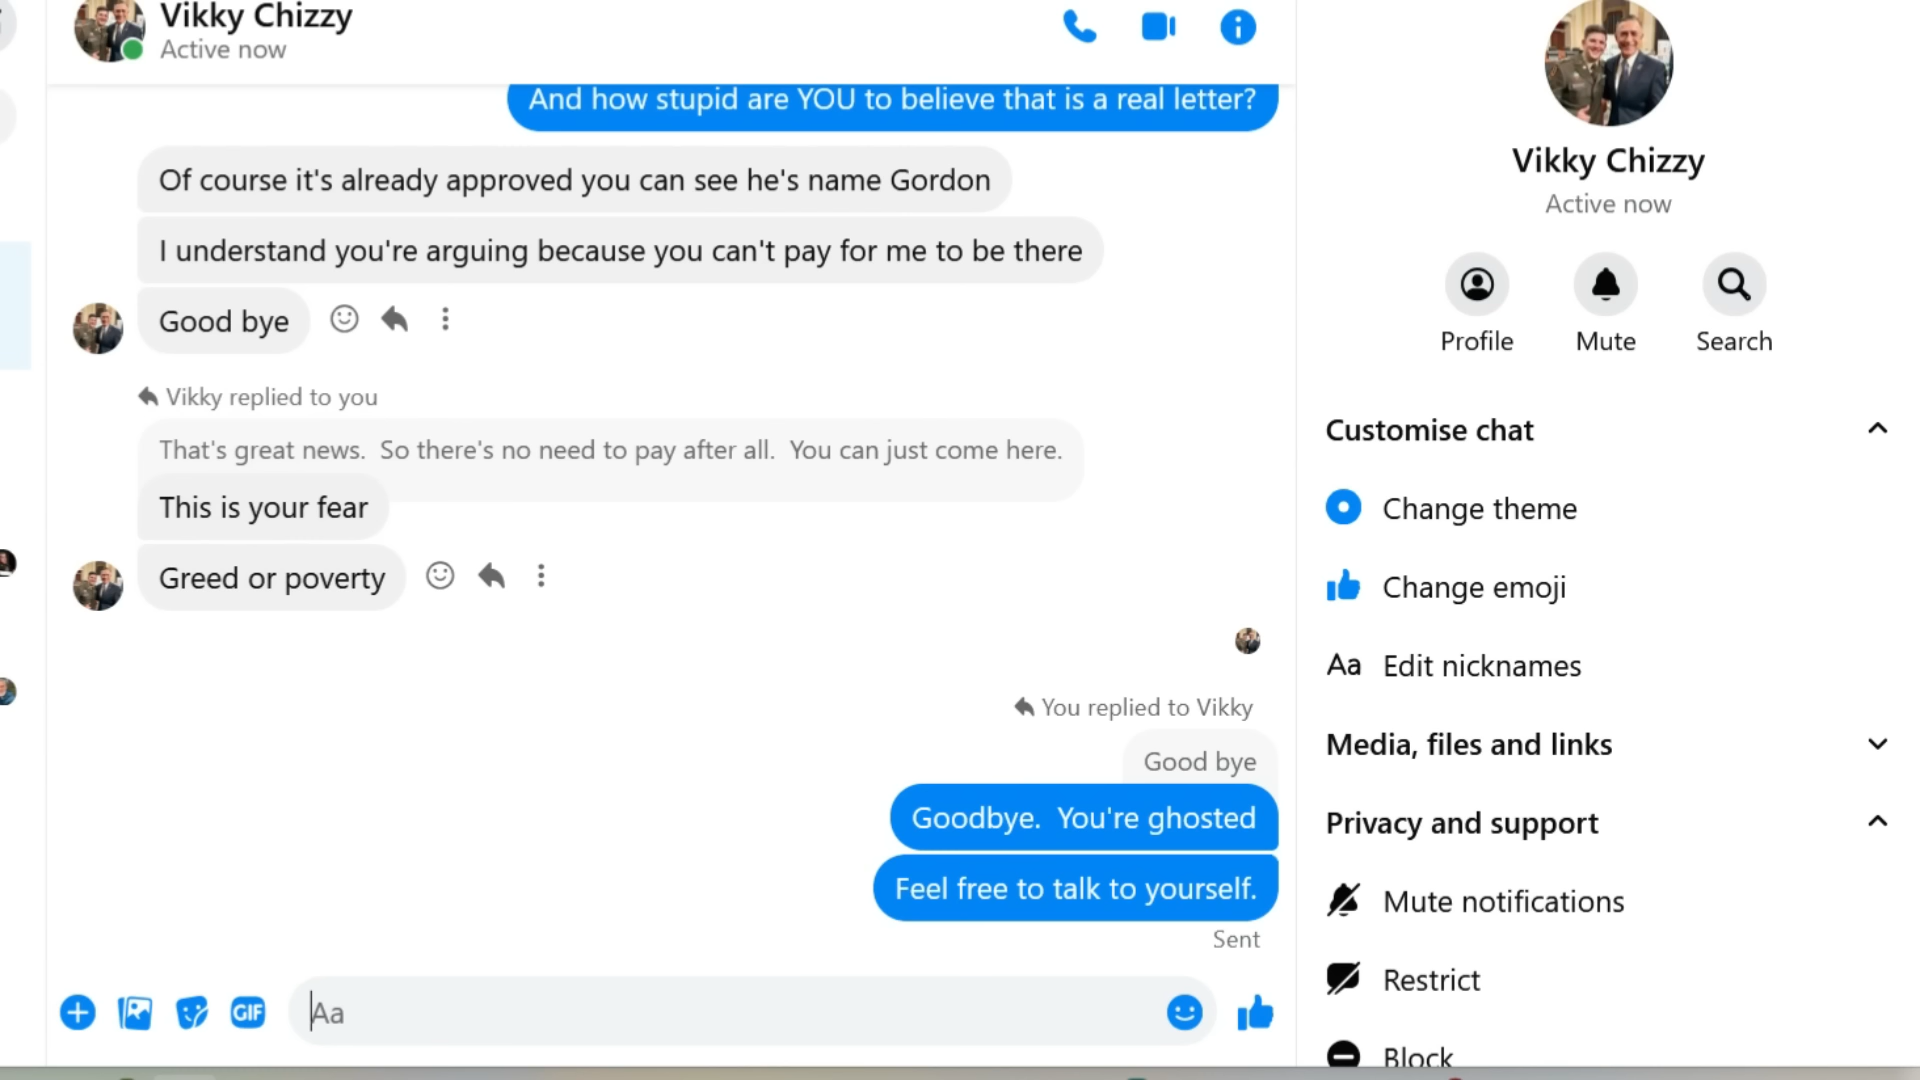 Vikky Chizzy
Active now
And how stupid are YOU to believe that is a real letter?
Of course it's already approved you can see he's name Gordon
I understand you're arguing because you can't pay for me to be there
Good bye
Vikky replied to you
That's great news.  So there's no need to pay after all.  You can just come here.
This is your fear
Greed or poverty
You replied to Vikky
Good bye
Goodbye.  You're ghosted
Feel free to talk to yourself.
Sent
GIF
Aa
Vikky Chizzy
Active now
Profile
Mute
Search
Customise chat
Change theme
Change emoji
Aa Edit nicknames
Media, files and links
Privacy and support
Mute notifications
Restrict
Block